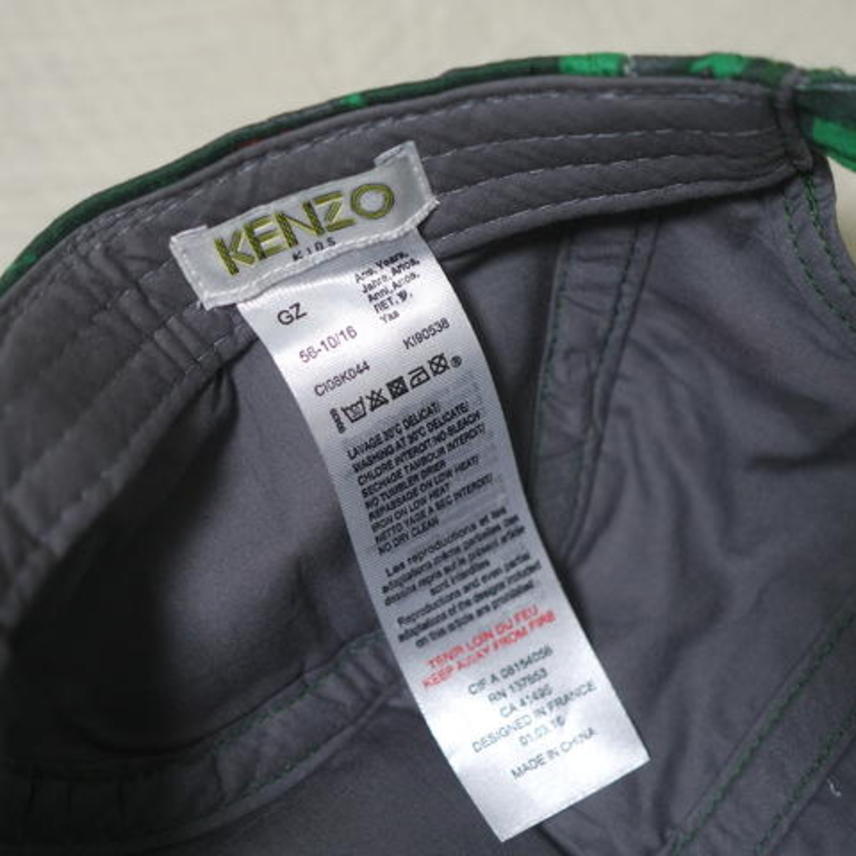 KENZO
KIDS
Ans, Years,
Jahre, Años,
Anni, Anos,
ЛЕТ, 岁,
Yaş
GZ
56-10/16
KI90538
CI08K044
LAVAGE 30°C DELICAT/
WASHING AT 30°C DELICATE/
CHLORE INTERDIT/NO BLEACH
SECHAGE TAMBOUR INTERDIT/
NO TUMBLER DRIER
REPASSAGE ON LOW HEAT/
IRON ON LOW HEAT
NETTO YAGE A SEC INTERDIT/
NO DRY CLEAN
Les reproductions et les
adaptations même partielles des
dessins repris sur le présent article
sont interdites
Reproductions and even partial
adaptations of the designs included
on this article are prohibited
TENIR LOIN DU FEU
KEEP AWAY FROM FIRE
CIF A 08154056
RN 137653
CA 41495
DESIGNED IN FRANCE
01.03.16
MADE IN CHINA